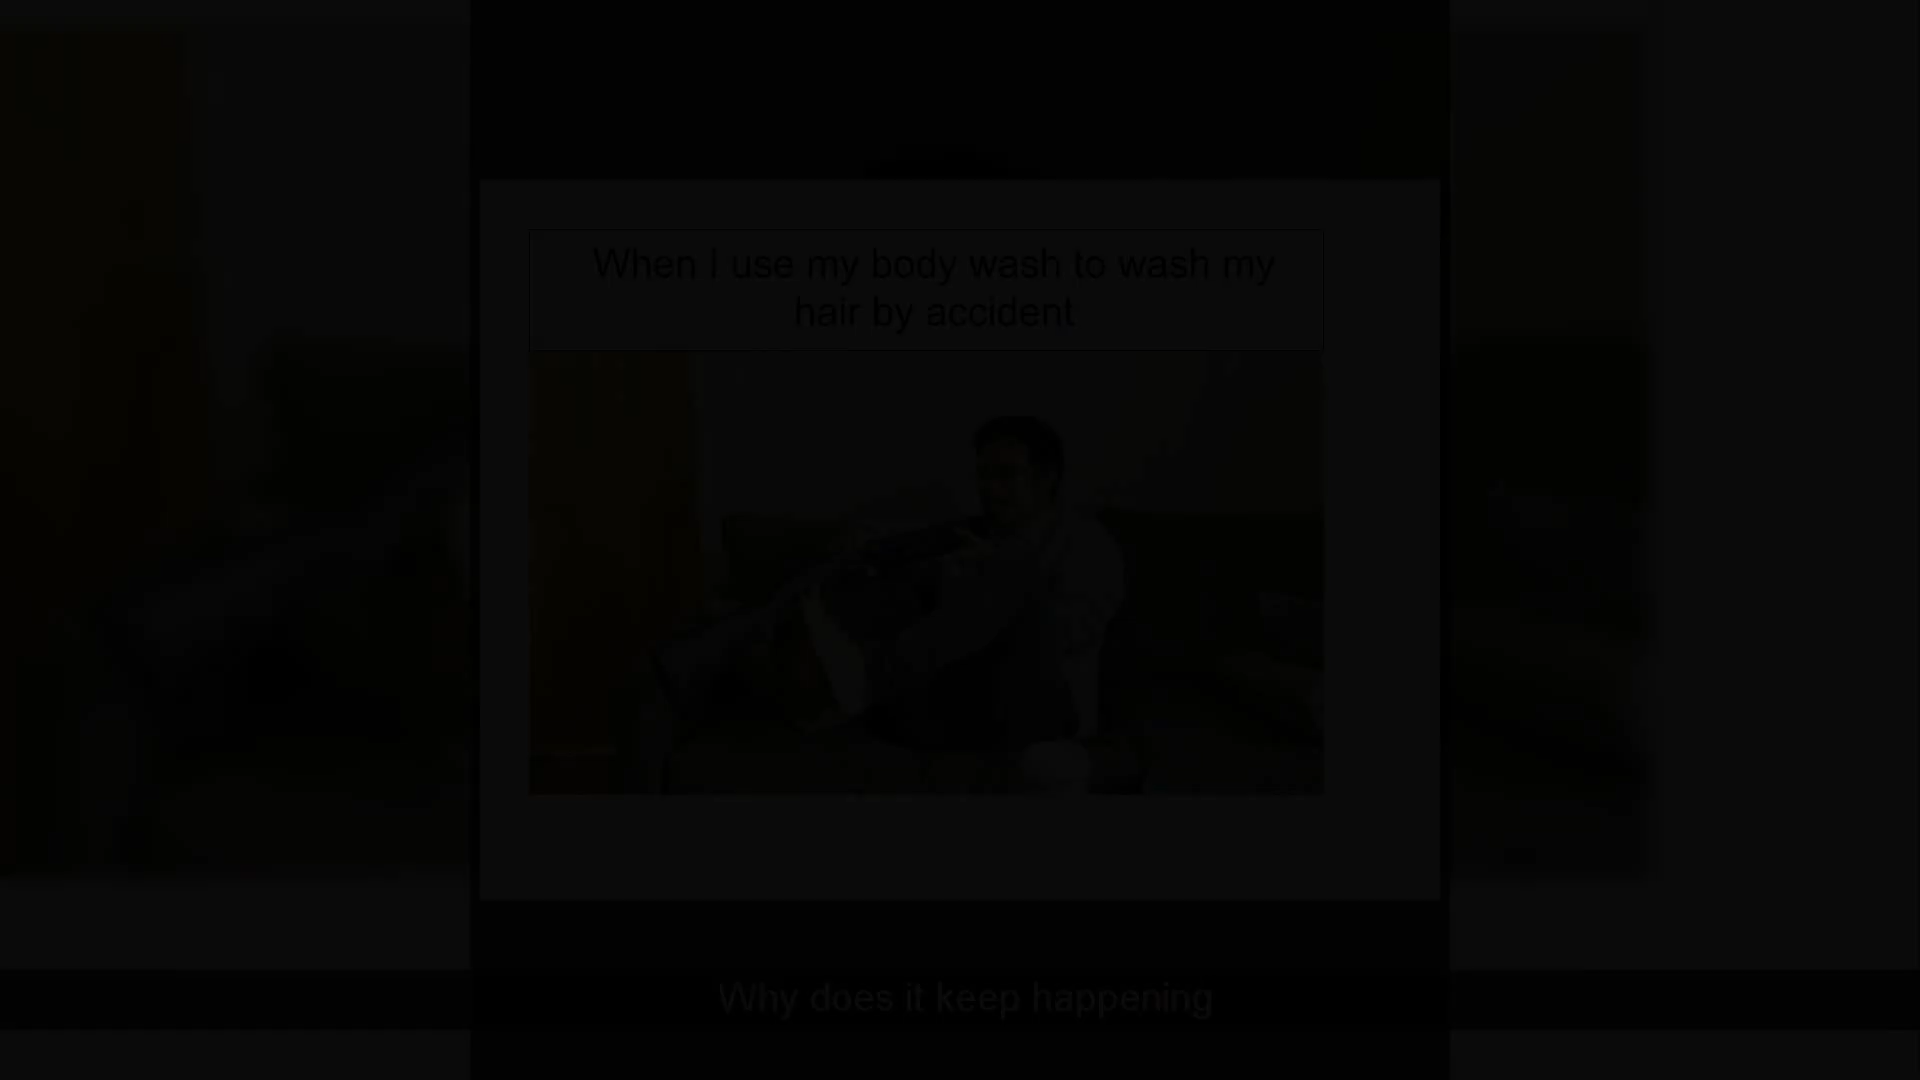 When I use my body wash to wash my
hair by accident
Why does it keep happening